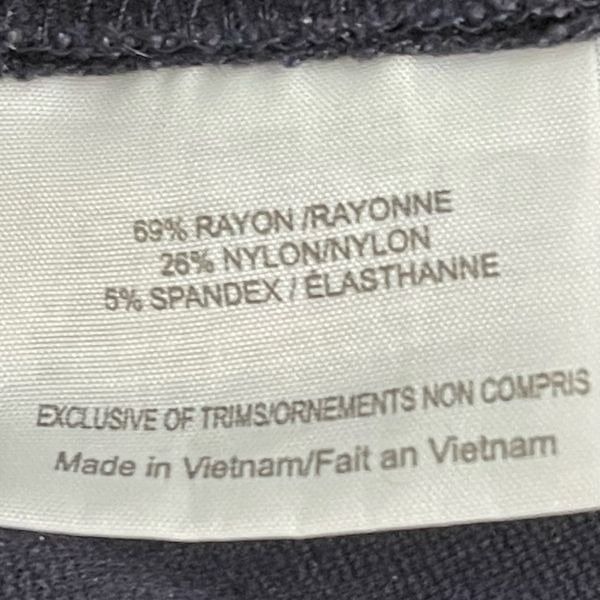 69% RAYON /RAYONNE
26% NYLON/NYLON
5% SPANDEX / ÉLASTHANNE
EXCLUSIVE OF TRIMS/ORNEMENTS NON COMPRIS
Made in Vietnam/Fait an Vietnam